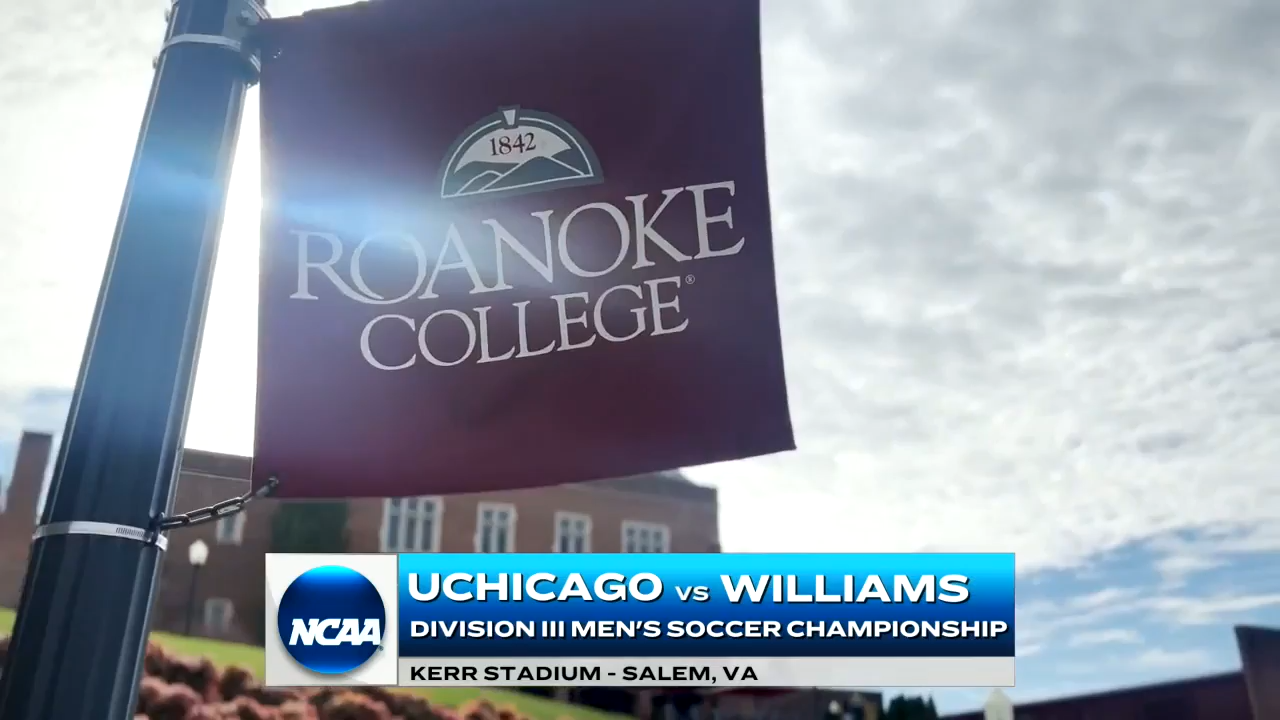 1842
ROANOKE
COLLEGE®
UCHICAGO VS WILLIAMS
NCAA
DIVISION III MEN'S SOCCER CHAMPIONSHIP
KERR STADIUM - SALEM, VA